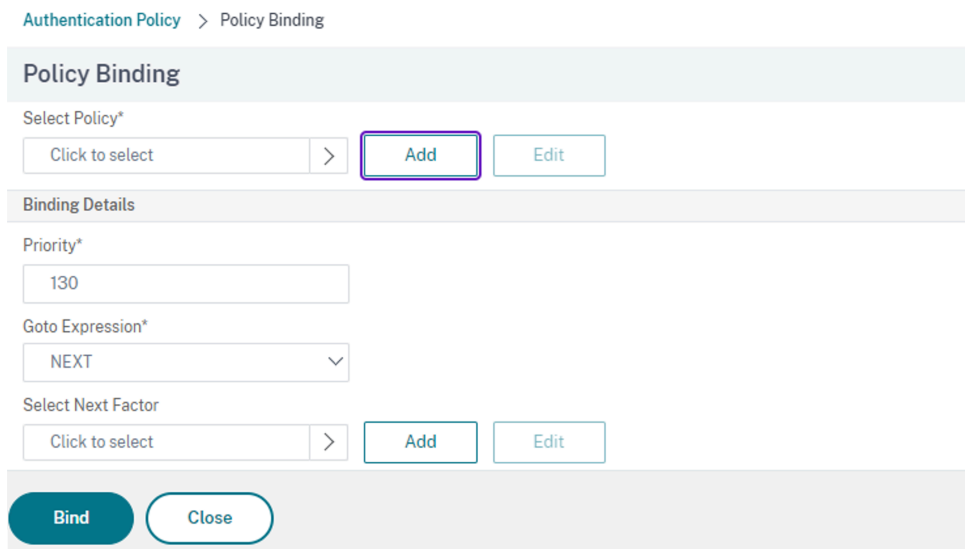 Authentication Policy > Policy Binding
Policy Binding
Select Policy*
Click to select > Add Edit
Binding Details
Priority*
130
Goto Expression*
NEXT
Select Next Factor
Click to select > Add Edit
Bind Close